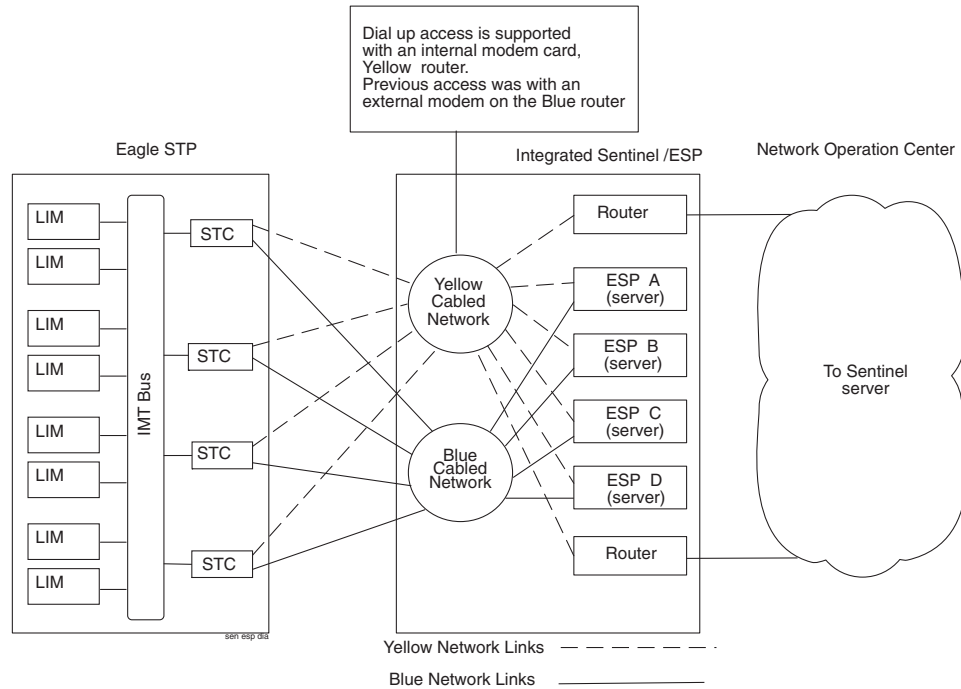 Dial up access is supported
with an internal modem card,
Yellow router.
Previous access was with an
external modem on the Blue router
Eagle STP
Integrated Sentinel /ESP
Network Operation Center
LIM
LIM
LIM
LIM
LIM
LIM
LIM
LIM
IMT Bus
STC
STC
STC
STC
Yellow
Cabled
Network
Blue
Cabled
Network
Router
ESP A
(server)
ESP B
(server)
ESP C
(server)
ESP D
(server)
Router
To Sentinel
server
sen esp dia
Yellow Network Links
Blue Network Links